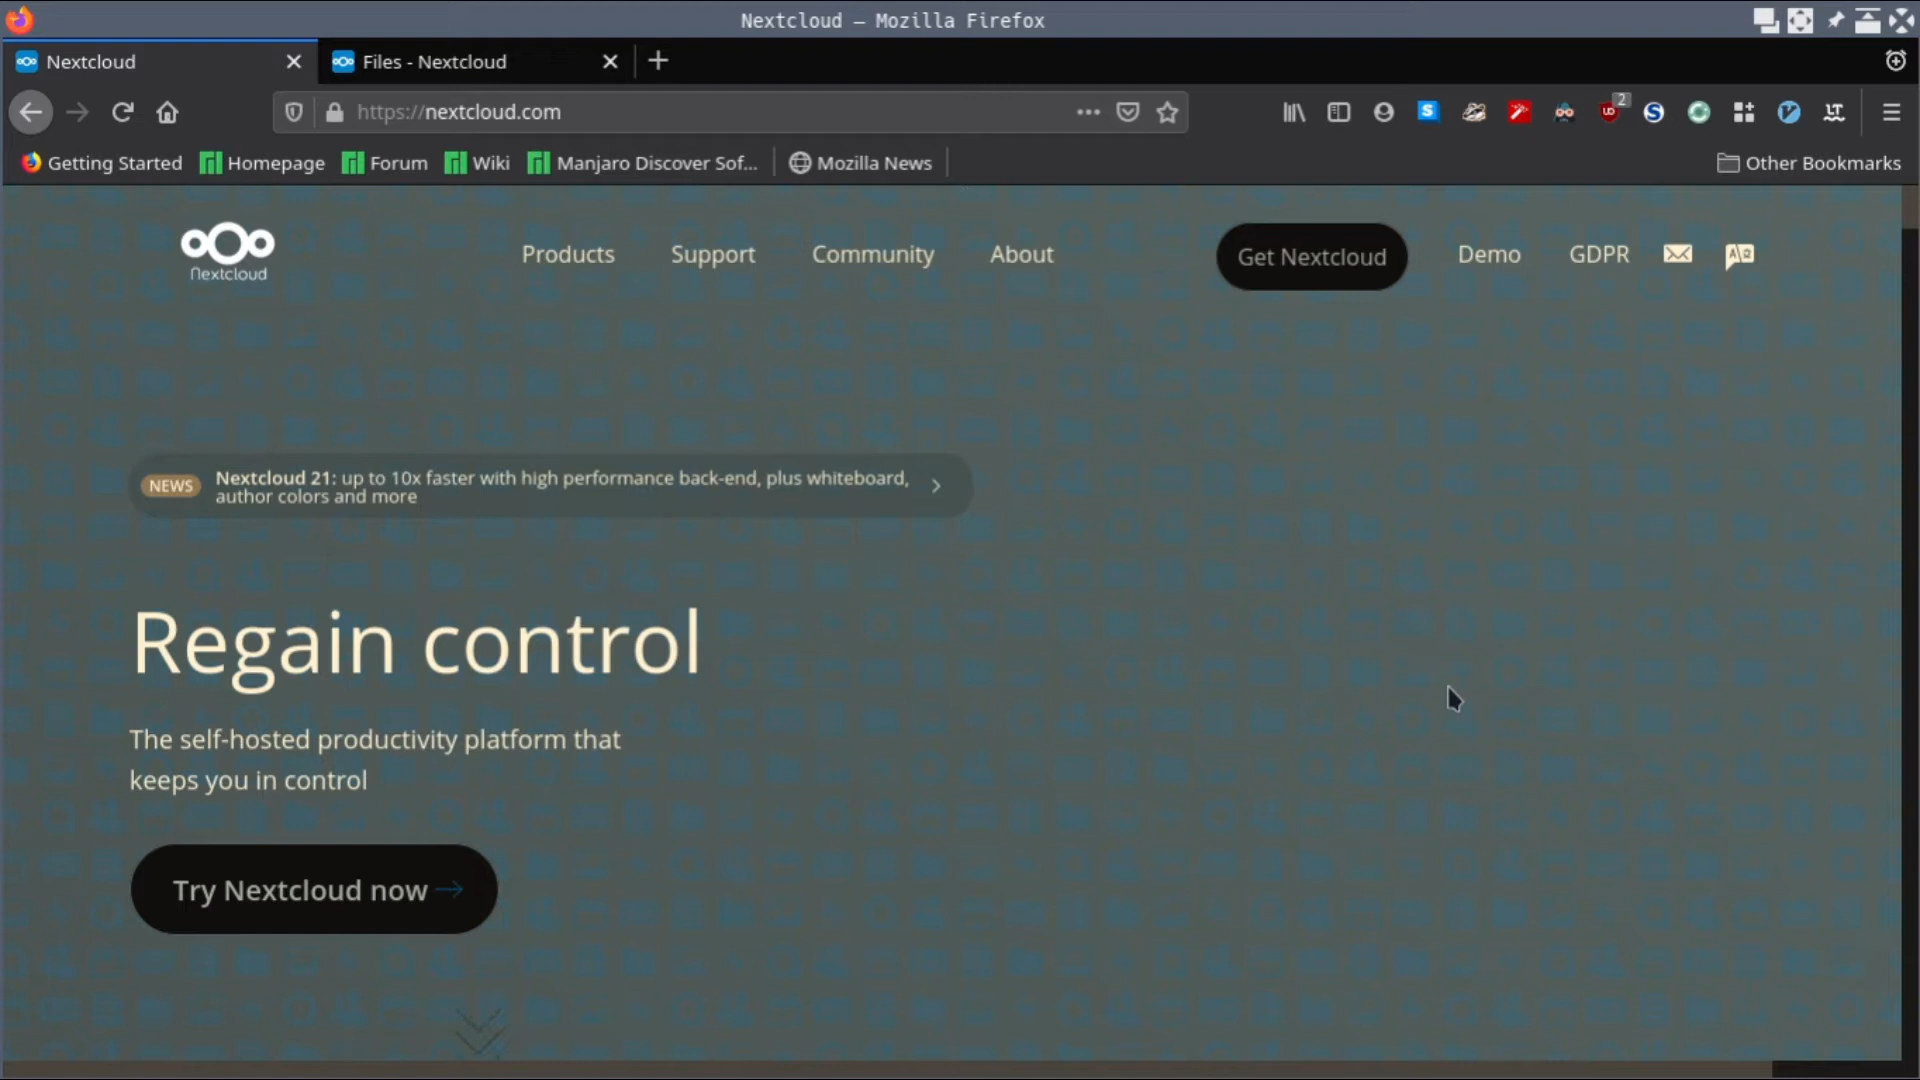 Nextcloud — Mozilla Firefox
Nextcloud
Files - Nextcloud
https://nextcloud.com
2
Getting Started
Homepage
Forum
Wiki
Manjaro Discover Sof...
Mozilla News
Other Bookmarks
Nextcloud
Products
Support
Community
About
Get Nextcloud
Demo
GDPR
NEWS
Nextcloud 21: up to 10x faster with high performance back-end, plus whiteboard,
author colors and more
Regain control
The self-hosted productivity platform that
keeps you in control
Try Nextcloud now